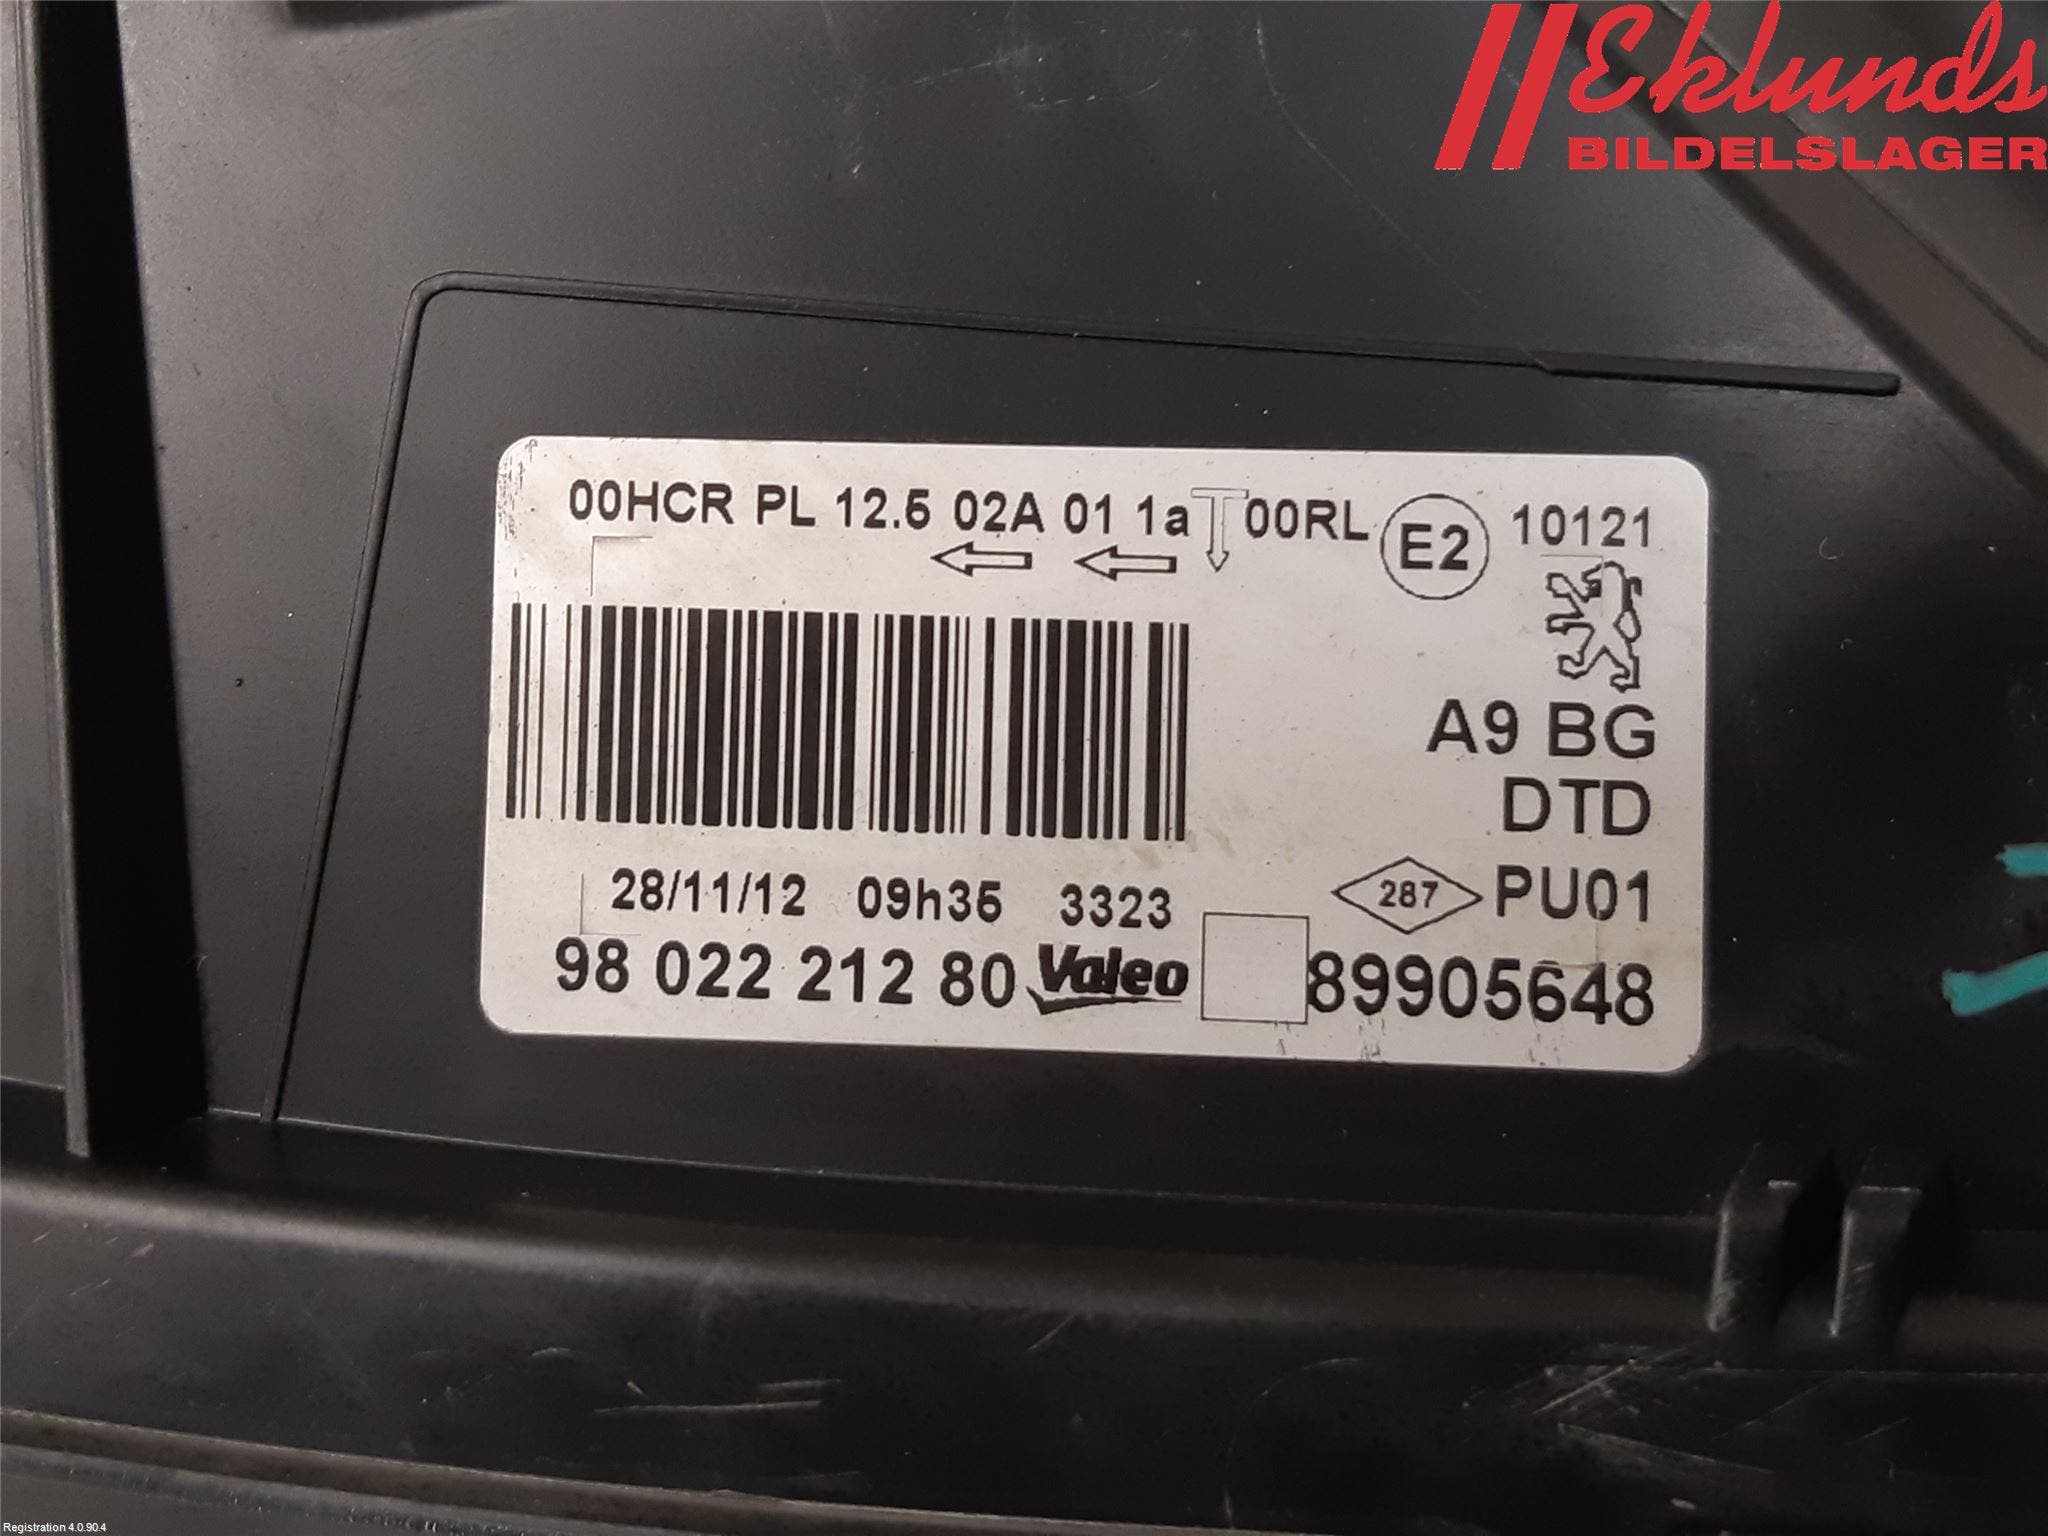 Eklunds
BILDELSLAGER
00HCR PL 12.5 02A 01 1a T 00RL E2 10121
A9 BG
DTD
28/11/12 09h35 3323 287 PU01
98 022 212 80 Valeo 89905648
Registration 4.0.90.4